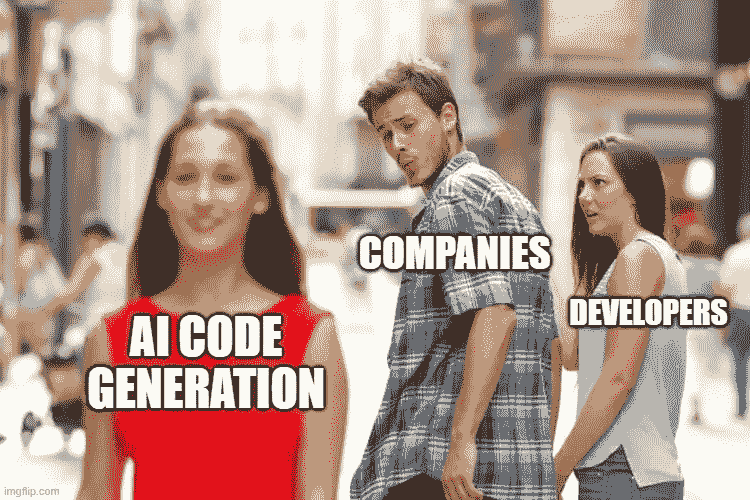 COMPANIES
DEVELOPERS
AI CODE
GENERATION
imgflip.com